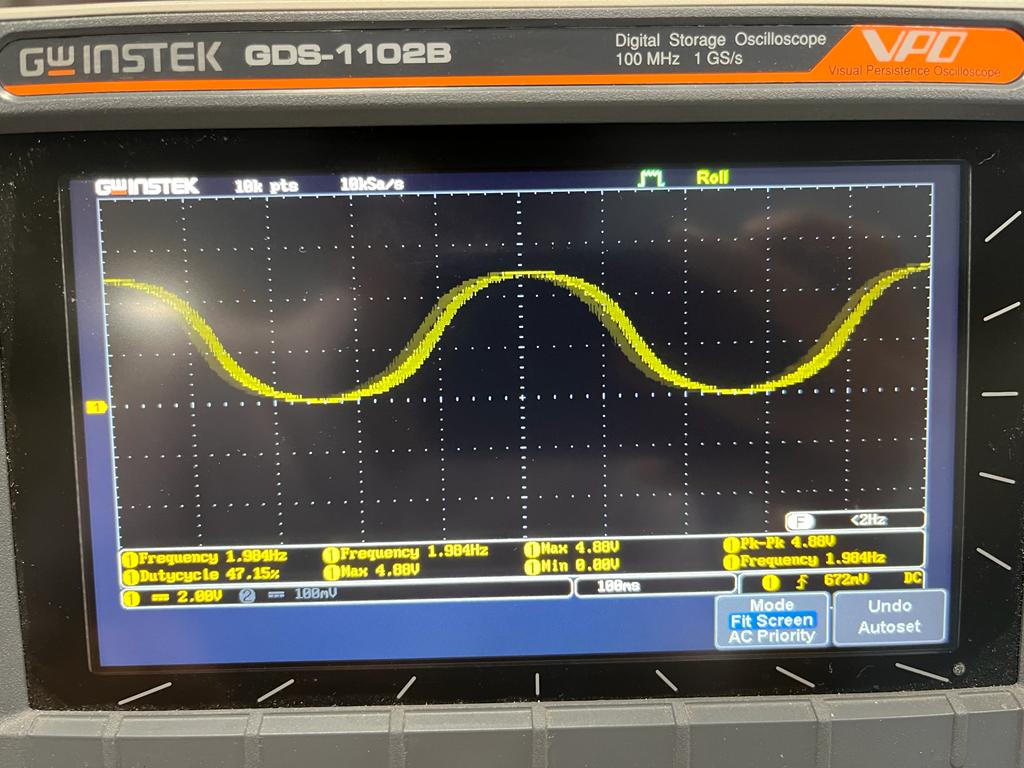 GW INSTEK GDS-1102B
Digital Storage Oscilloscope
100 MHz 1 GS/s
VPO
Visual Persistence Oscilloscope
GW INSTEK 10k pts 10kSa/s Roll
1
F <2Hz
1 Frequency 1.984Hz 1 Frequency 1.984Hz 1 Max 4.88V 1 Pk-Pk 4.88V
1 Dutycycle 47.15% 1 Max 4.88V 1 Min 0.00V 1 Frequency 1.984Hz
1 2.00V 2 100mV 100ms 1 672mV DC
Mode
Fit Screen
AC Priority
Undo
Autoset